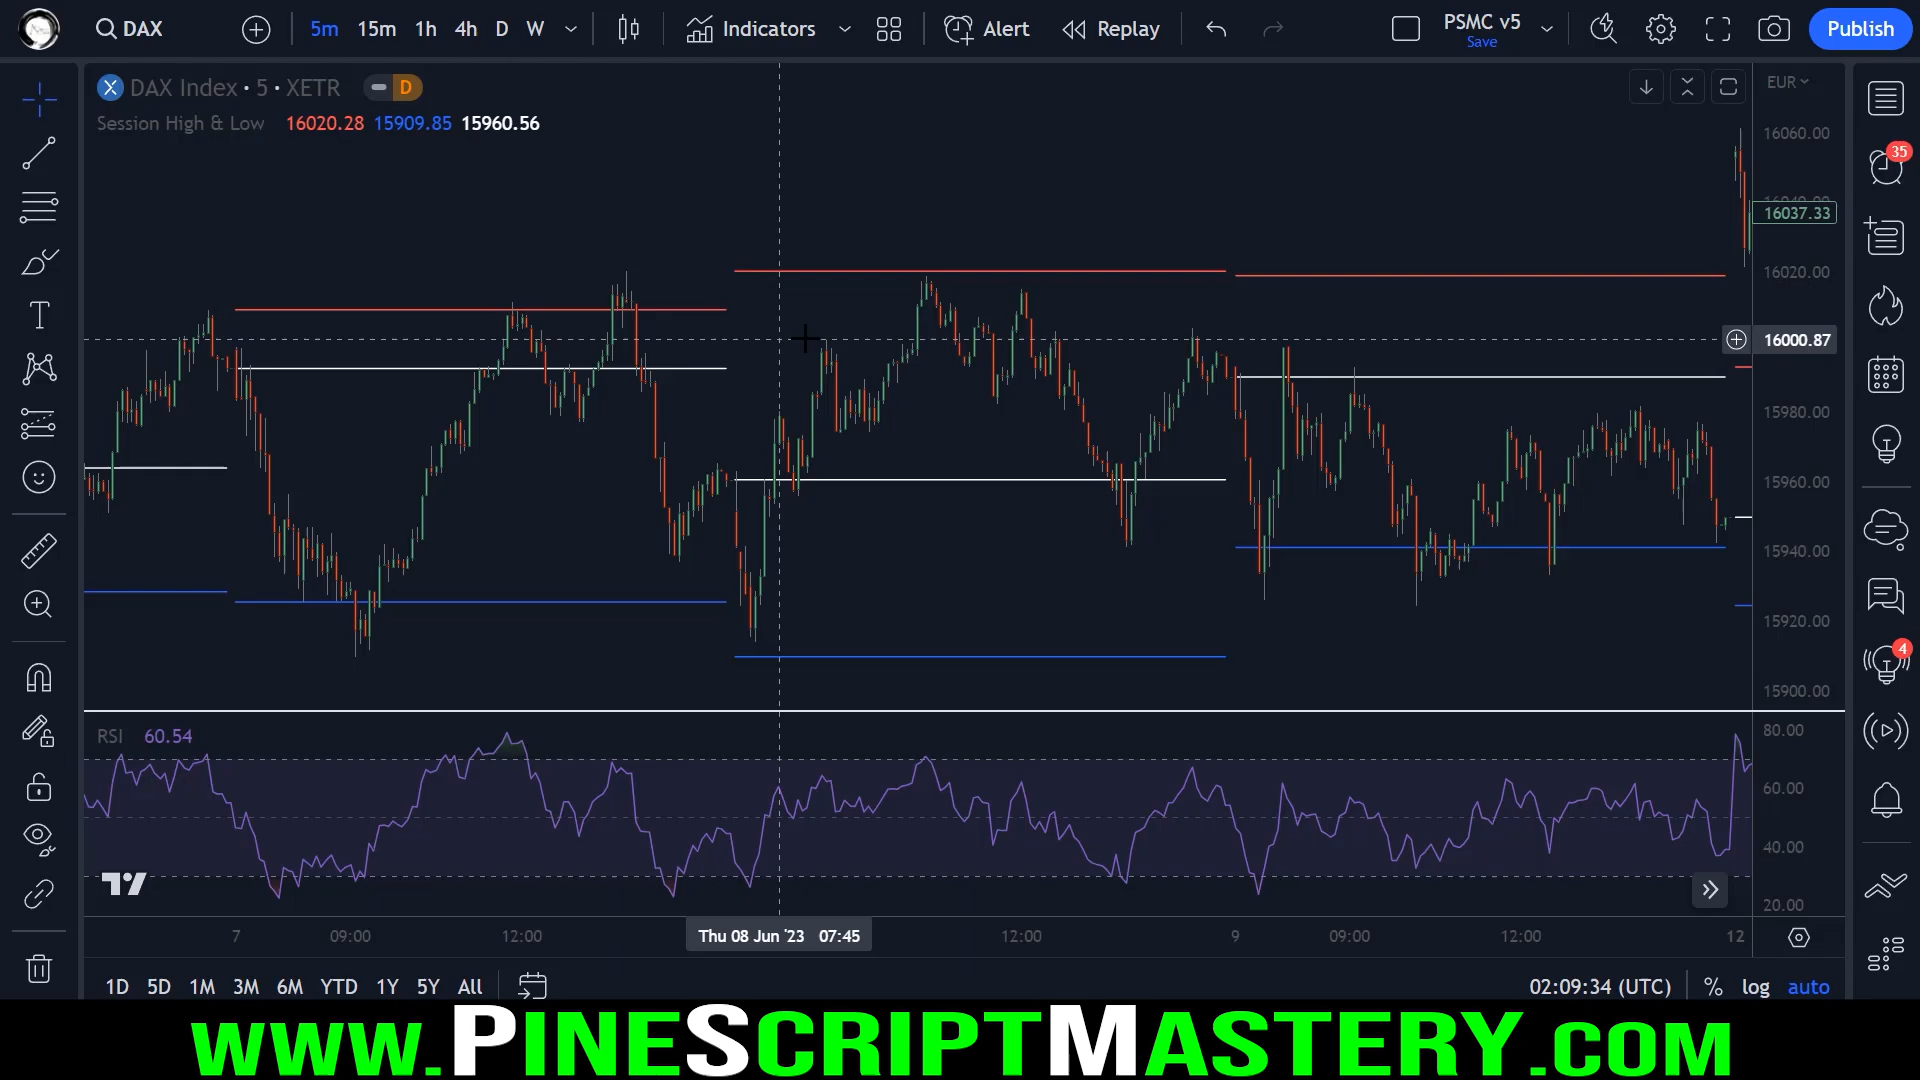 DAX 5m 15m 1h 4h D W Indicators Alert Replay PSMC v5 Publish
Save
DAX Index • 5 • XETR D EUR
Session High & Low 16020.28 15909.85 15960.56
16060.00
35
16037.33
16020.00
16000.87
15980.00
15960.00
15940.00
15920.00
4
15900.00
RSI 60.54
80.00
60.00
40.00
20.00
7 09:00 12:00 Thu 08 Jun '23 07:45 12:00 9 09:00 12:00 12
1D 5D 1M 3M 6M YTD 1Y 5Y All 02:09:34 (UTC) % log auto
www.PineScriptMastery.com